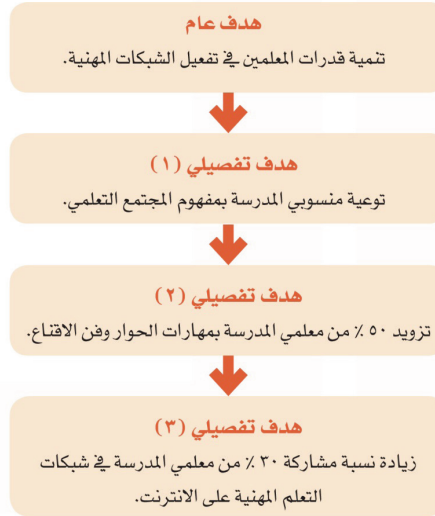 هدف عام
تنمية قدرات المعلمين في تفعيل الشبكات المهنية.
هدف تفصيلي (١)
توعية منسوبي المدرسة بمفهوم المجتمع التعلمي.
هدف تفصيلي (٢)
تزويد ٥٠ ٪ من معلمي المدرسة بمهارات الحوار وفن الاقناع.
هدف تفصيلي (٣)
زيادة نسبة مشاركة ٣٠ ٪ من معلمي المدرسة في شبكات
التعلم المهنية على الانترنت.